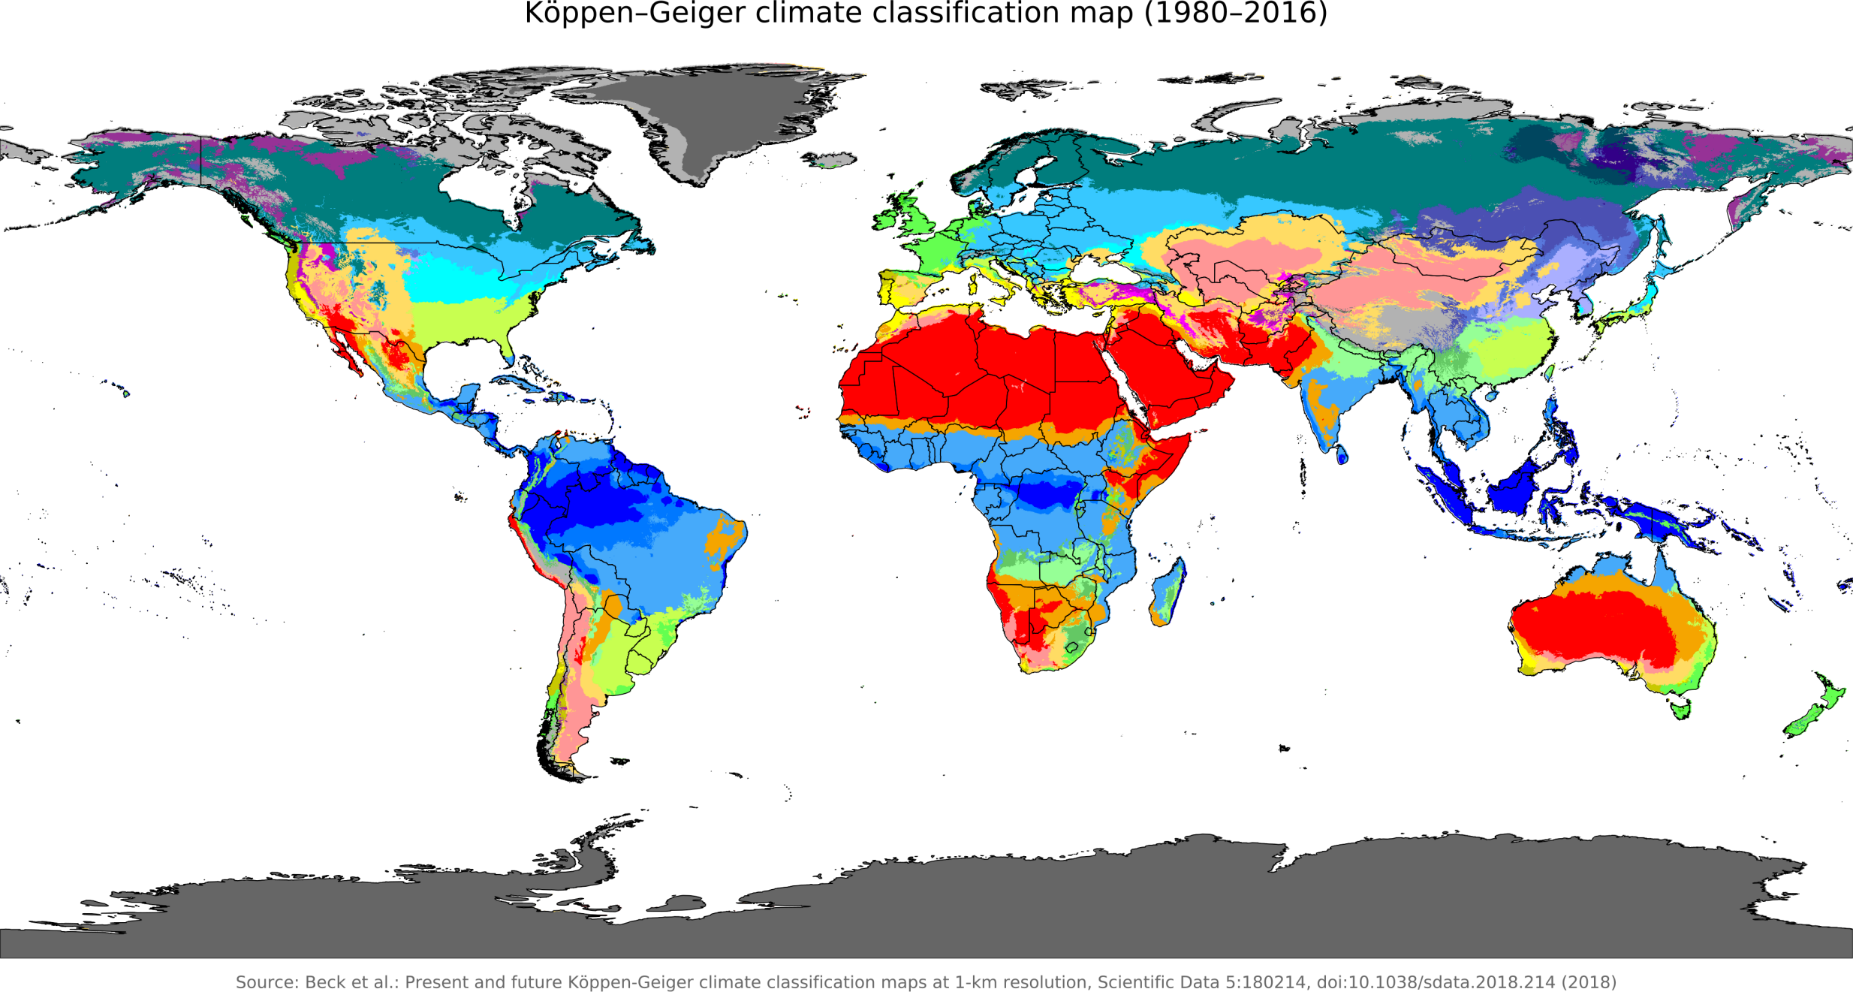 Köppen–Geiger climate classification map (1980–2016)
Source: Beck et al.: Present and future Köppen-Geiger climate classification maps at 1-km resolution, Scientific Data 5:180214, doi:10.1038/sdata.2018.214 (2018)